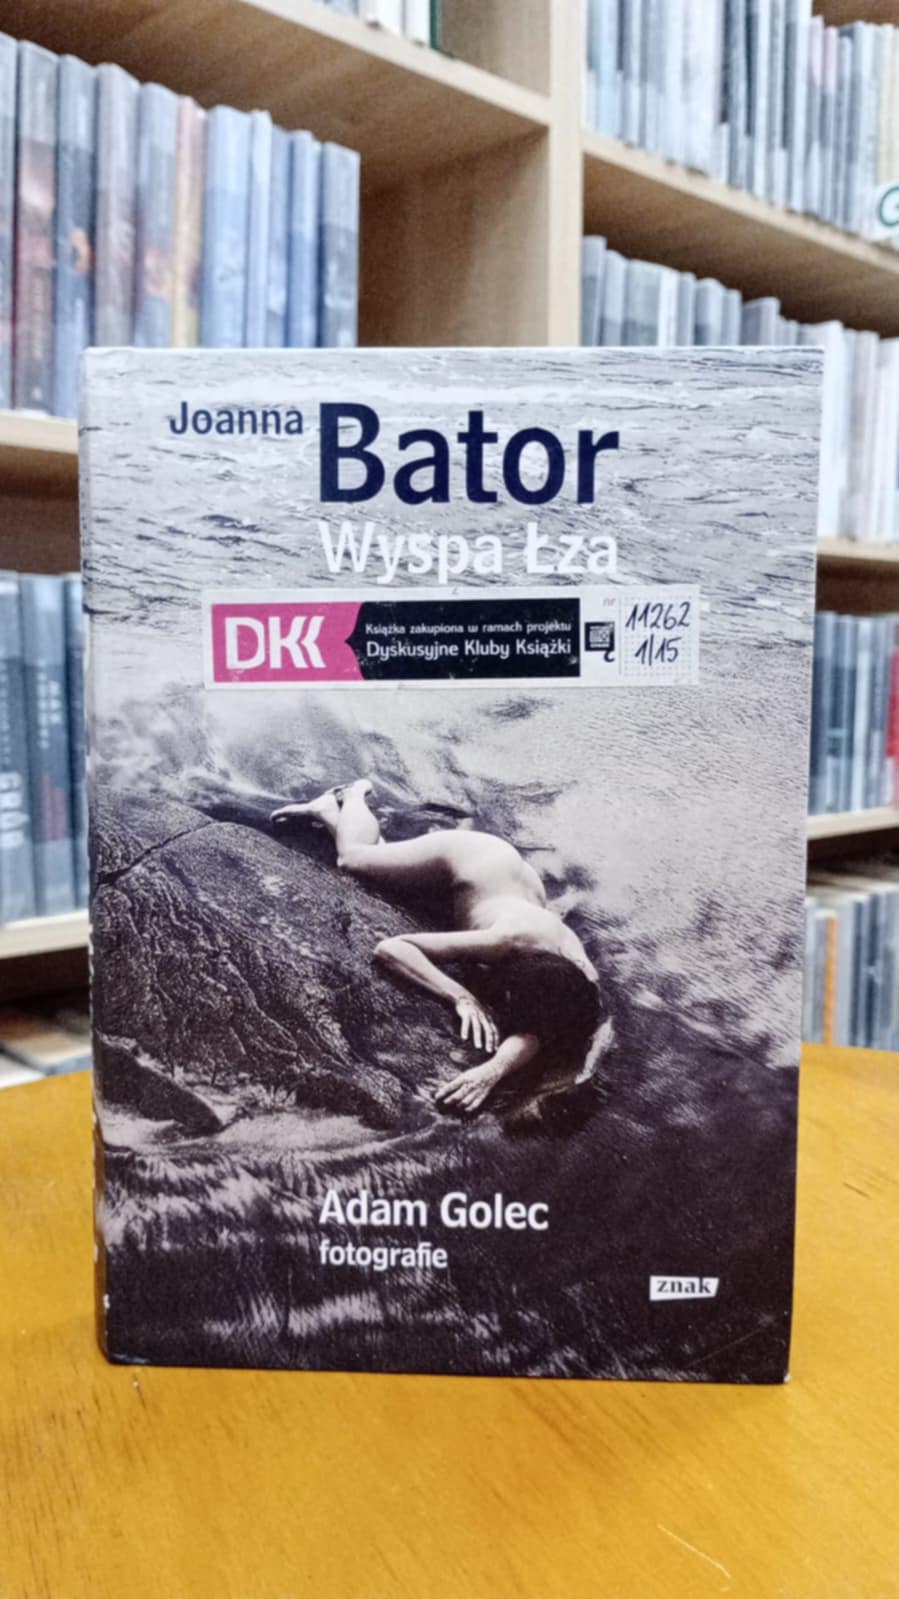 Joanna Bator
Wyspa Łza
DKK
Książka zakupiona w ramach projektu
Dyskusyjne Kluby Książki
nr
11262
1/15
Adam Golec
fotografie
znak
G